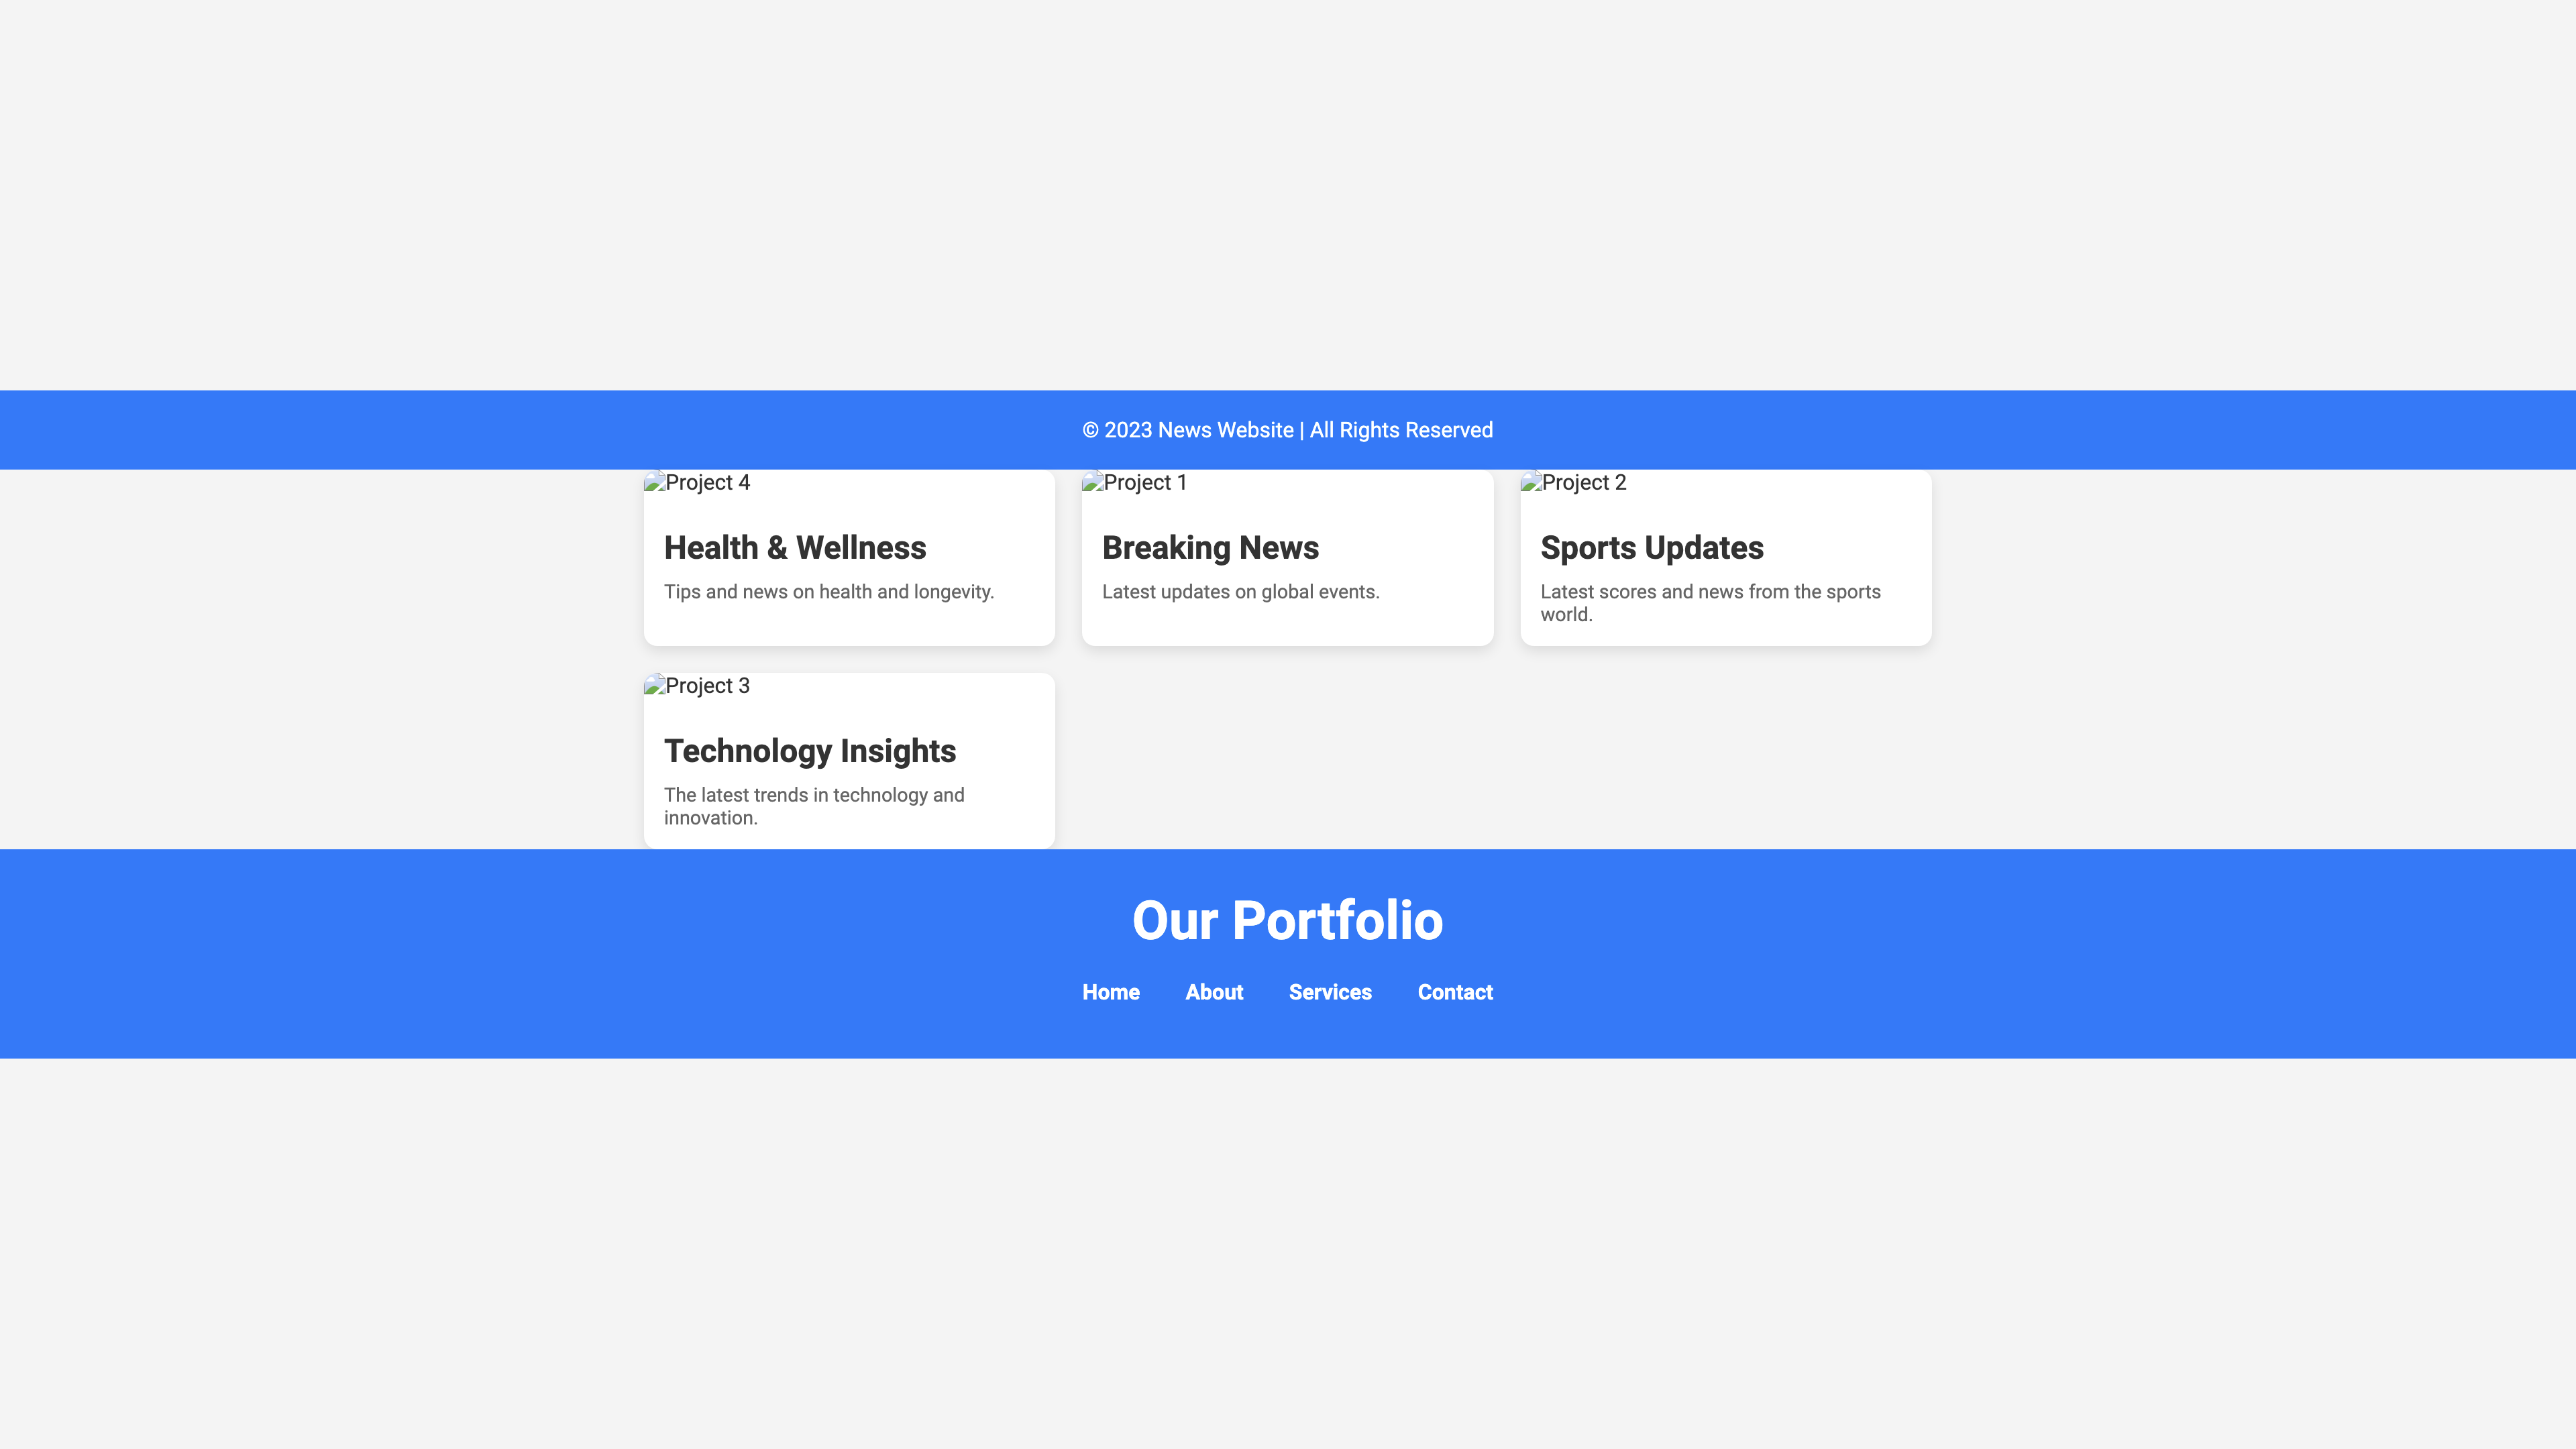 © 2023 News Website | All Rights Reserved
Project 4
Health & Wellness
Tips and news on health and longevity.
Project 1
Breaking News
Latest updates on global events.
Project 2
Sports Updates
Latest scores and news from the sports
world.
Project 3
Technology Insights
The latest trends in technology and
innovation.
Our Portfolio
Home About Services Contact